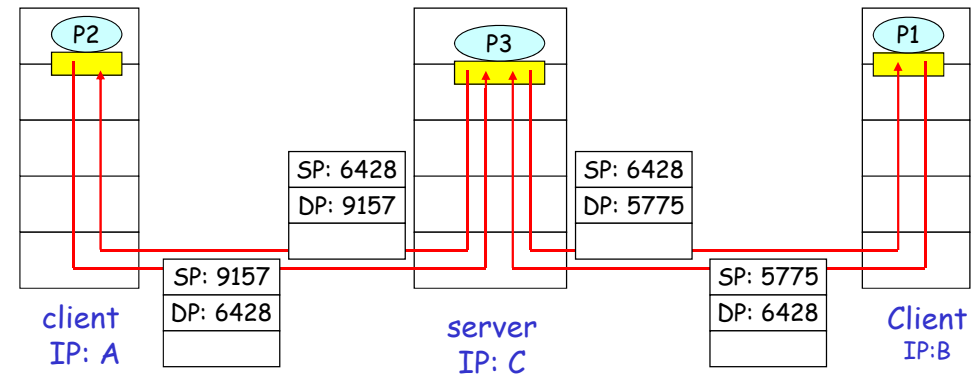 P2
P3
P1
SP: 6428
DP: 9157
SP: 6428
DP: 5775
SP: 9157
DP: 6428
SP: 5775
DP: 6428
client
IP: A
server
IP: C
Client
IP:B